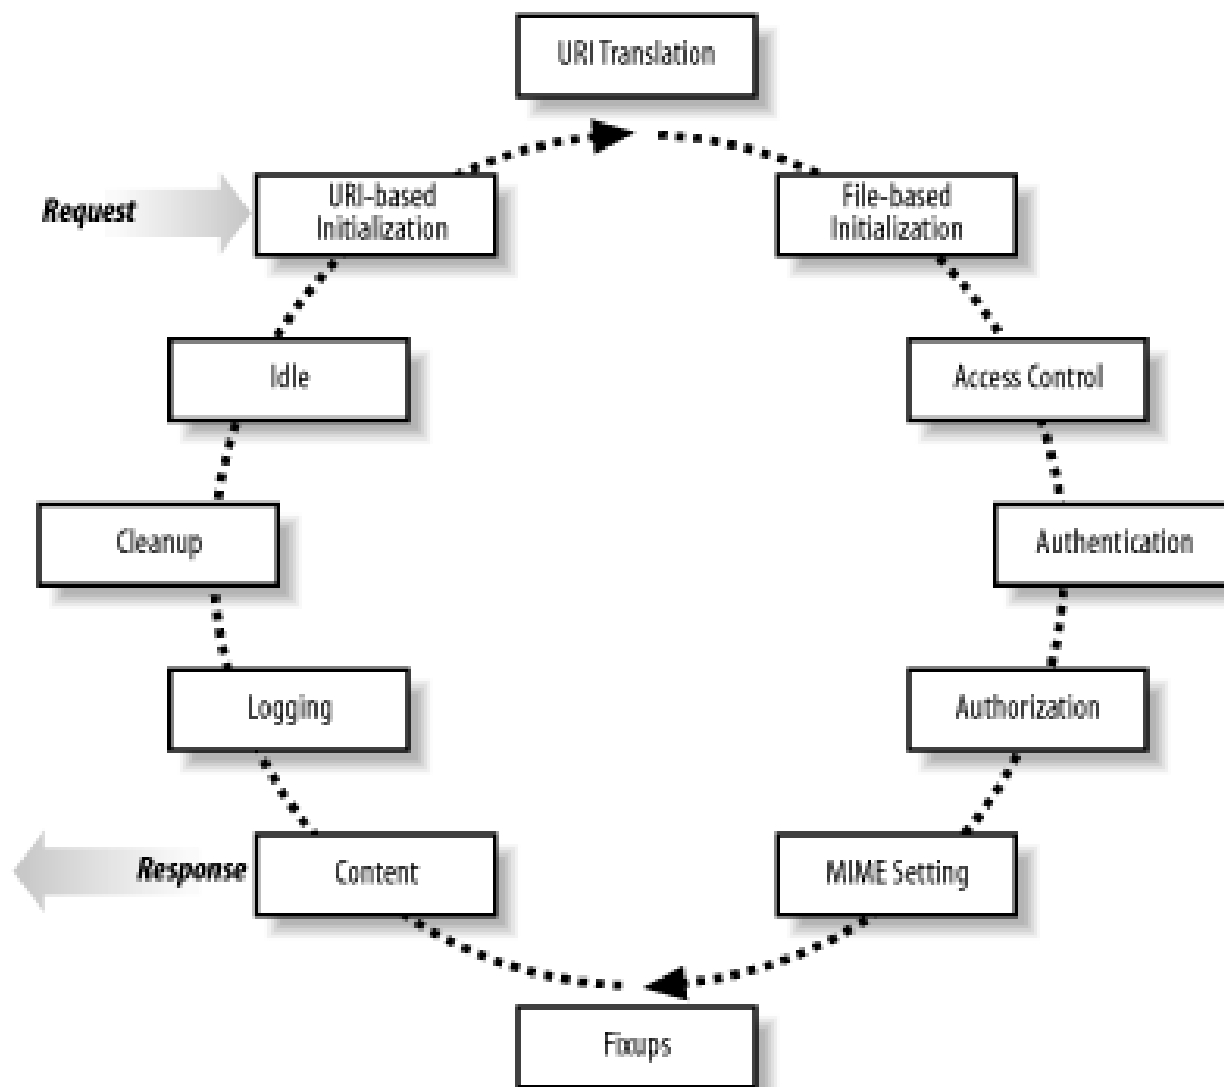 URI Translation
Request
URI-based
Initialization
File-based
Initialization
Idle
Access Control
Cleanup
Authentication
Logging
Authorization
Response
Content
MIME Setting
Fixups